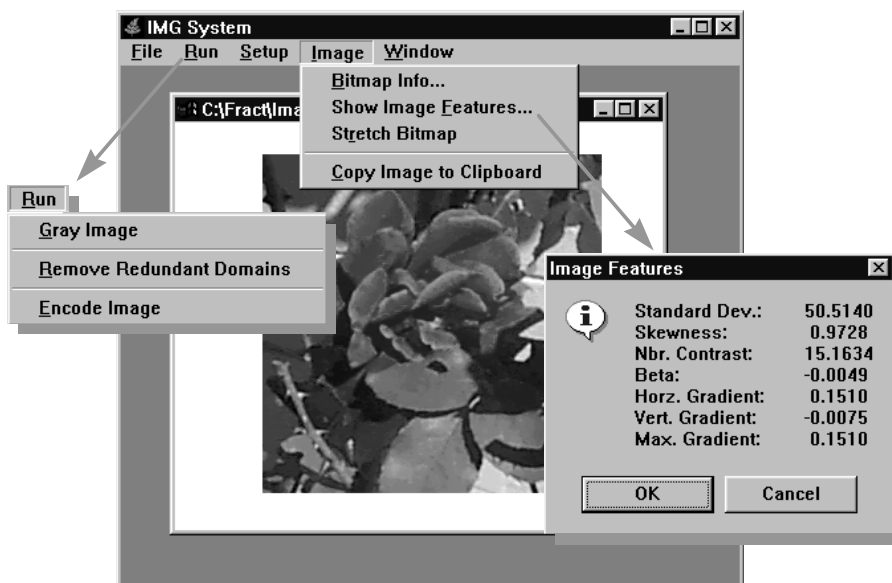 IMG System
File Run Setup Image Window
Bitmap Info...
Show Image Features...
Stretch Bitmap
Copy Image to Clipboard
C:\Fract\Ima
Run
Gray Image
Remove Redundant Domains
Encode Image
Image Features
Standard Dev.: 50.5140
Skewness: 0.9728
Nbr. Contrast: 15.1634
Beta: -0.0049
Horz. Gradient: 0.1510
Vert. Gradient: -0.0075
Max. Gradient: 0.1510
OK Cancel